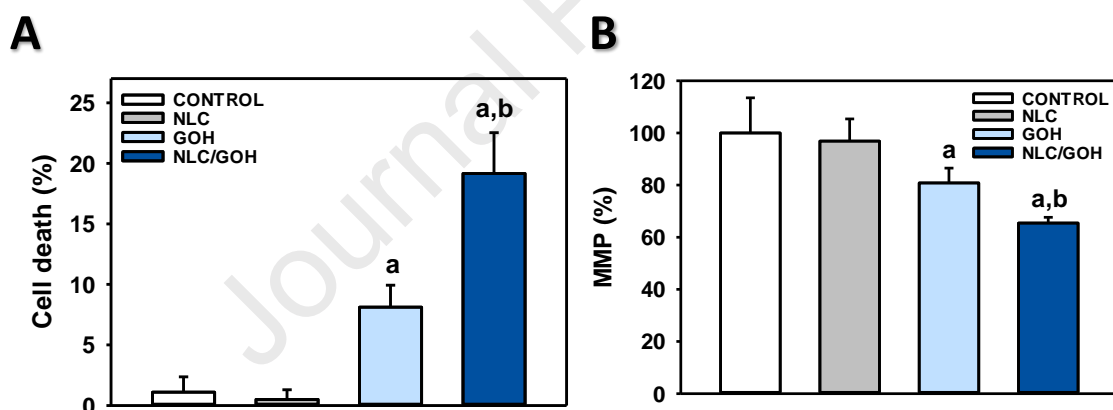 A
B
Cell death (%)
25
20
15
10
5
0
CONTROL
NLC
GOH
NLC/GOH
a
a,b
MMP (%)
120
100
80
60
40
20
0
CONTROL
NLC
GOH
NLC/GOH
a
a,b
Journal P